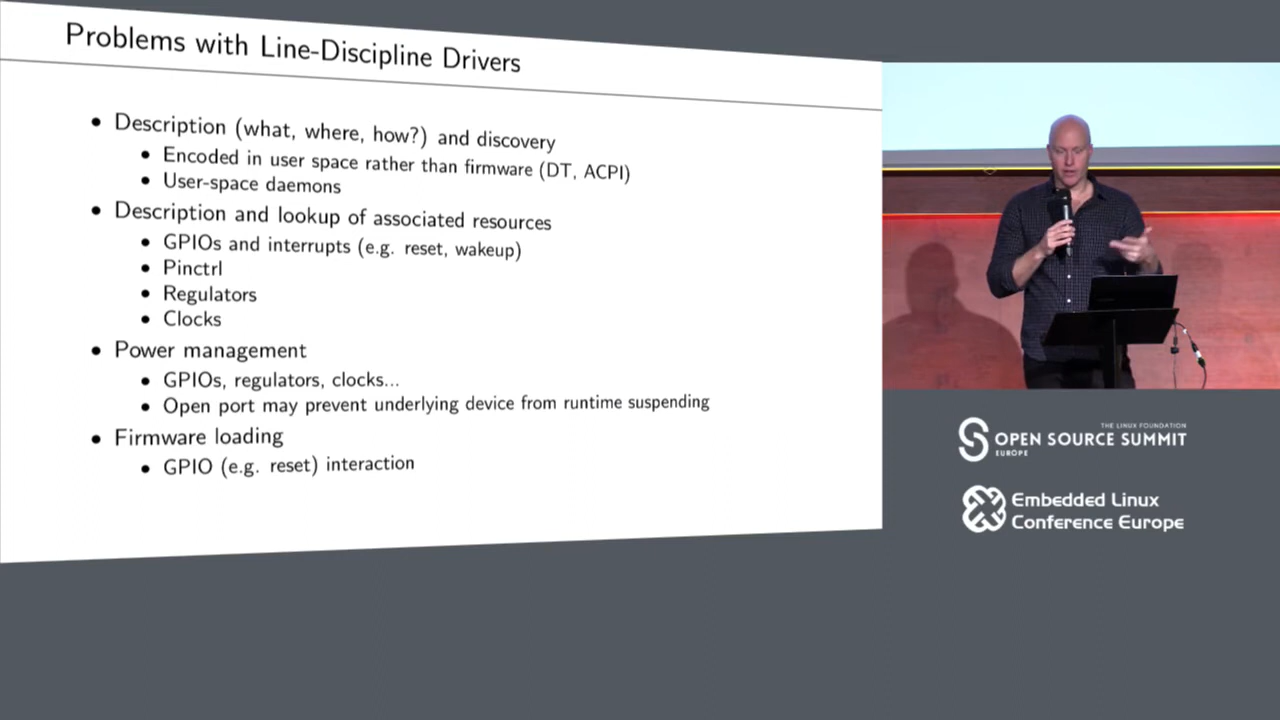 Problems with Line-Discipline Drivers
• Description (what, where, how?) and discovery
• Encoded in user space rather than firmware (DT, ACPI)
• User-space daemons
• Description and lookup of associated resources
• GPIOs and interrupts (e.g. reset, wakeup)
• Pinctrl
• Regulators
• Clocks
• Power management
• GPIOs, regulators, clocks...
• Open port may prevent underlying device from runtime suspending
• Firmware loading
• GPIO (e.g. reset) interaction
THE LINUX FOUNDATION
OPEN SOURCE SUMMIT
EUROPE
Embedded Linux
Conference Europe